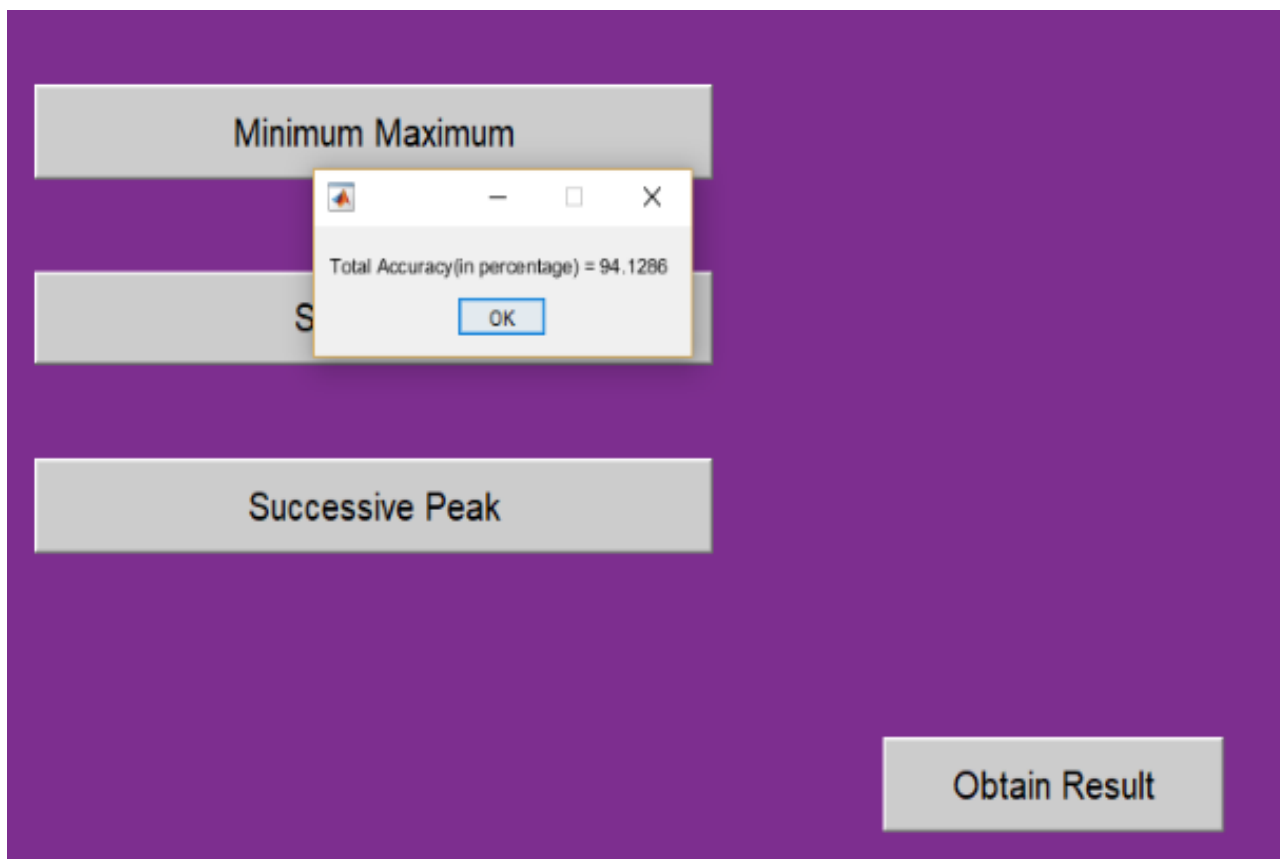 Minimum Maximum
Total Accuracy(in percentage) = 94.1286
OK
Successive Peak
Obtain Result